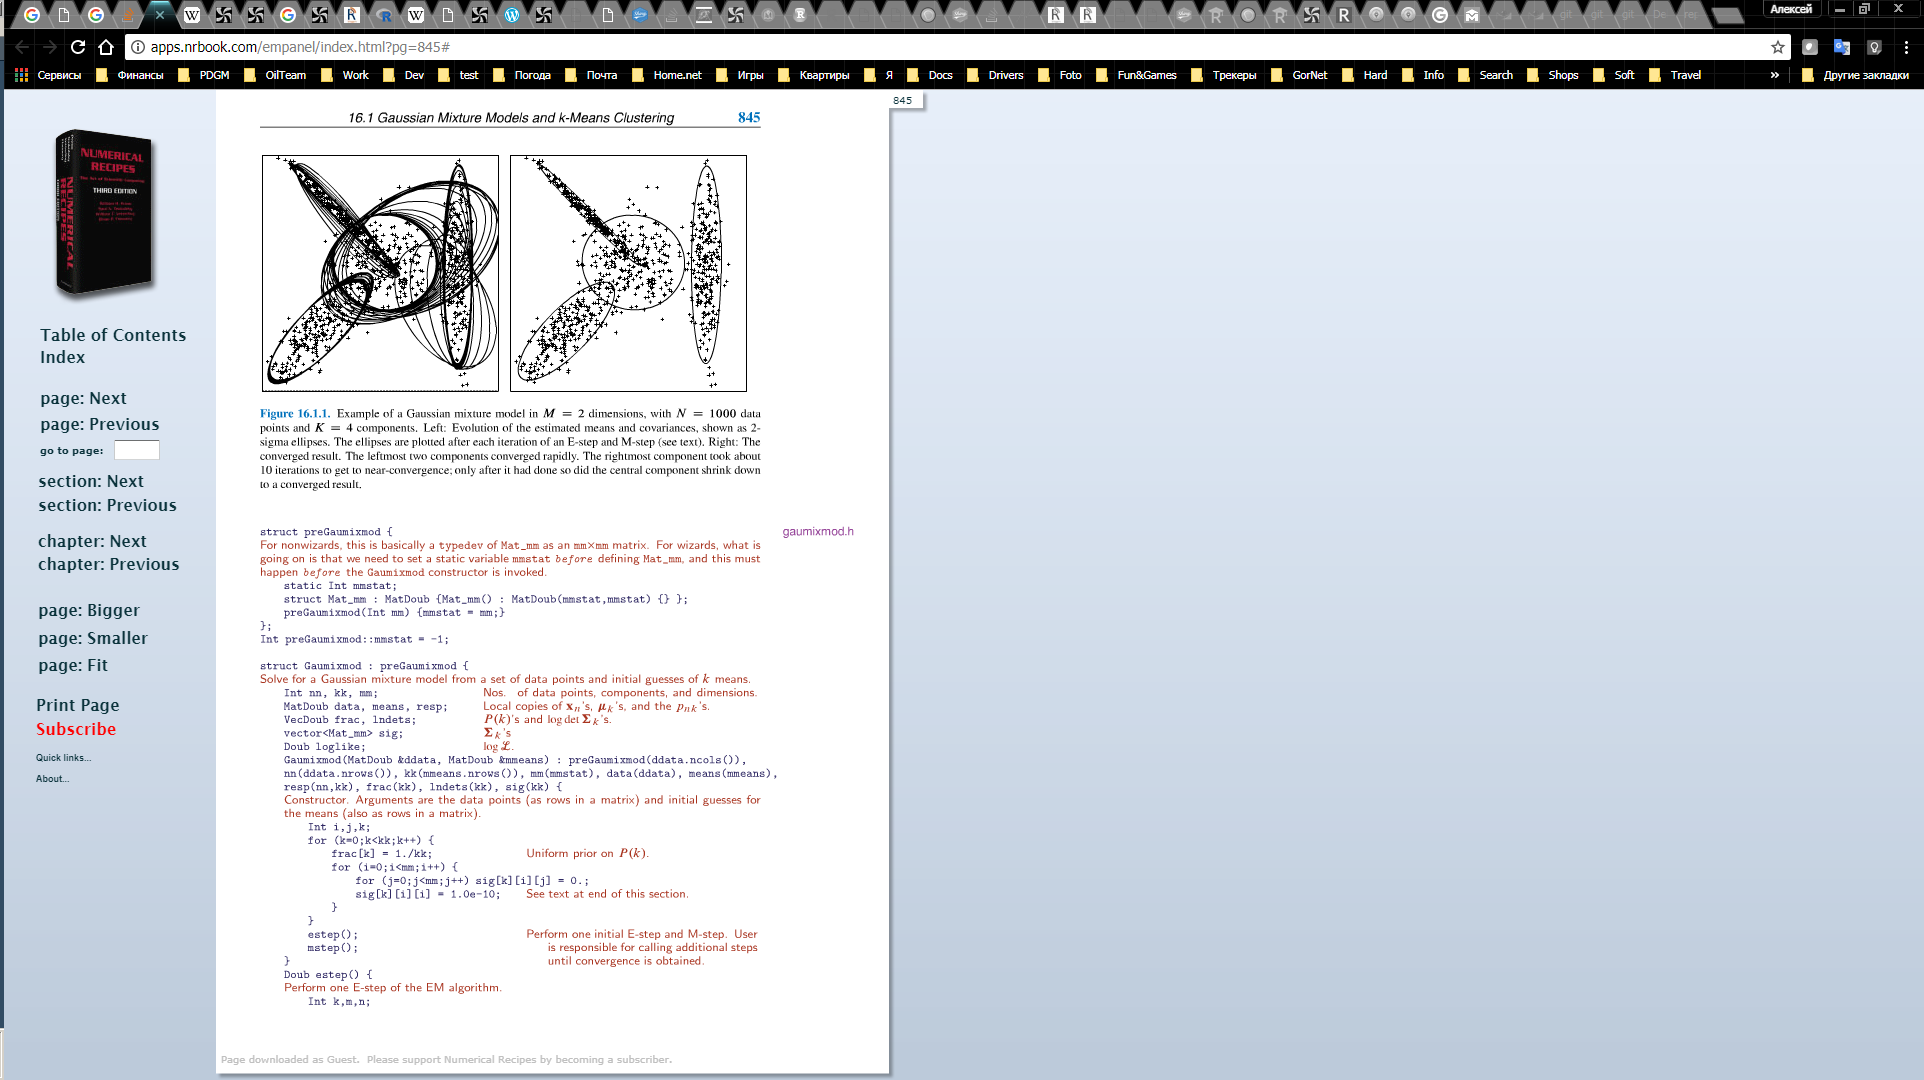 Алексей
apps.nrbook.com/empanel/index.html?pg=845#
Сервисы Финансы PDGM OilTeam Work Dev test Погода Почта Home.net Игры Квартиры Я Docs Drivers Foto Fun&Games Трекеры GorNet Hard Info Search Shops Soft Travel » Другие закладки
845
NUMERICAL
RECIPES
THIRD EDITION
NUMERICAL
RECIPES
Table of Contents
Index
page: Next
page: Previous
go to page:
section: Next
section: Previous
chapter: Next
chapter: Previous
page: Bigger
page: Smaller
page: Fit
Print Page
Subscribe
Quick links...
About...
16.1 Gaussian Mixture Models and k-Means Clustering 845
Figure 16.1.1. Example of a Gaussian mixture model in M = 2 dimensions, with N = 1000 data
points and K = 4 components. Left: Evolution of the estimated means and covariances, shown as 2-
sigma ellipses. The ellipses are plotted after each iteration of an E-step and M-step (see text). Right: The
converged result. The leftmost two components converged rapidly. The rightmost component took about
10 iterations to get to near-convergence; only after it had done so did the central component shrink down
to a converged result.
struct preGaumixmod { gaumixmod.h
For nonwizards, this is basically a typedev of Mat_mm as an mm×mm matrix. For wizards, what is
going on is that we need to set a static variable mmstat before defining Mat_mm, and this must
happen before the Gaumixmod constructor is invoked.
static Int mmstat;
struct Mat_mm : MatDoub {Mat_mm() : MatDoub(mmstat,mmstat) {} };
preGaumixmod(Int mm) {mmstat = mm;}
};
Int preGaumixmod::mmstat = -1;
struct Gaumixmod : preGaumixmod {
Solve for a Gaussian mixture model from a set of data points and initial guesses of k means.
Int nn, kk, mm; Nos. of data points, components, and dimensions.
MatDoub data, means, resp; Local copies of xₙ's, μₖ's, and the pₙₖ's.
VecDoub frac, lndets; P(k)'s and log det Σₖ's.
vector<Mat_mm> sig; Σₖ's
Doub loglike; log ℒ.
Gaumixmod(MatDoub &ddata, MatDoub &mmeans) : preGaumixmod(ddata.ncols()),
nn(ddata.nrows()), kk(mmeans.nrows()), mm(mmstat), data(ddata), means(mmeans),
resp(nn,kk), frac(kk), lndets(kk), sig(kk) {
Constructor. Arguments are the data points (as rows in a matrix) and initial guesses for
the means (also as rows in a matrix).
Int i,j,k;
for (k=0;k<kk;k++) {
frac[k] = 1./kk; Uniform prior on P(k).
for (i=0;i<mm;i++) {
for (j=0;j<mm;j++) sig[k][i][j] = 0.;
sig[k][i][i] = 1.0e-10; See text at end of this section.
}
}
estep(); Perform one initial E-step and M-step. User
mstep(); is responsible for calling additional steps
} until convergence is obtained.
Doub estep() {
Perform one E-step of the EM algorithm.
Int k,m,n;
Page downloaded as Guest. Please support Numerical Recipes by becoming a subscriber.